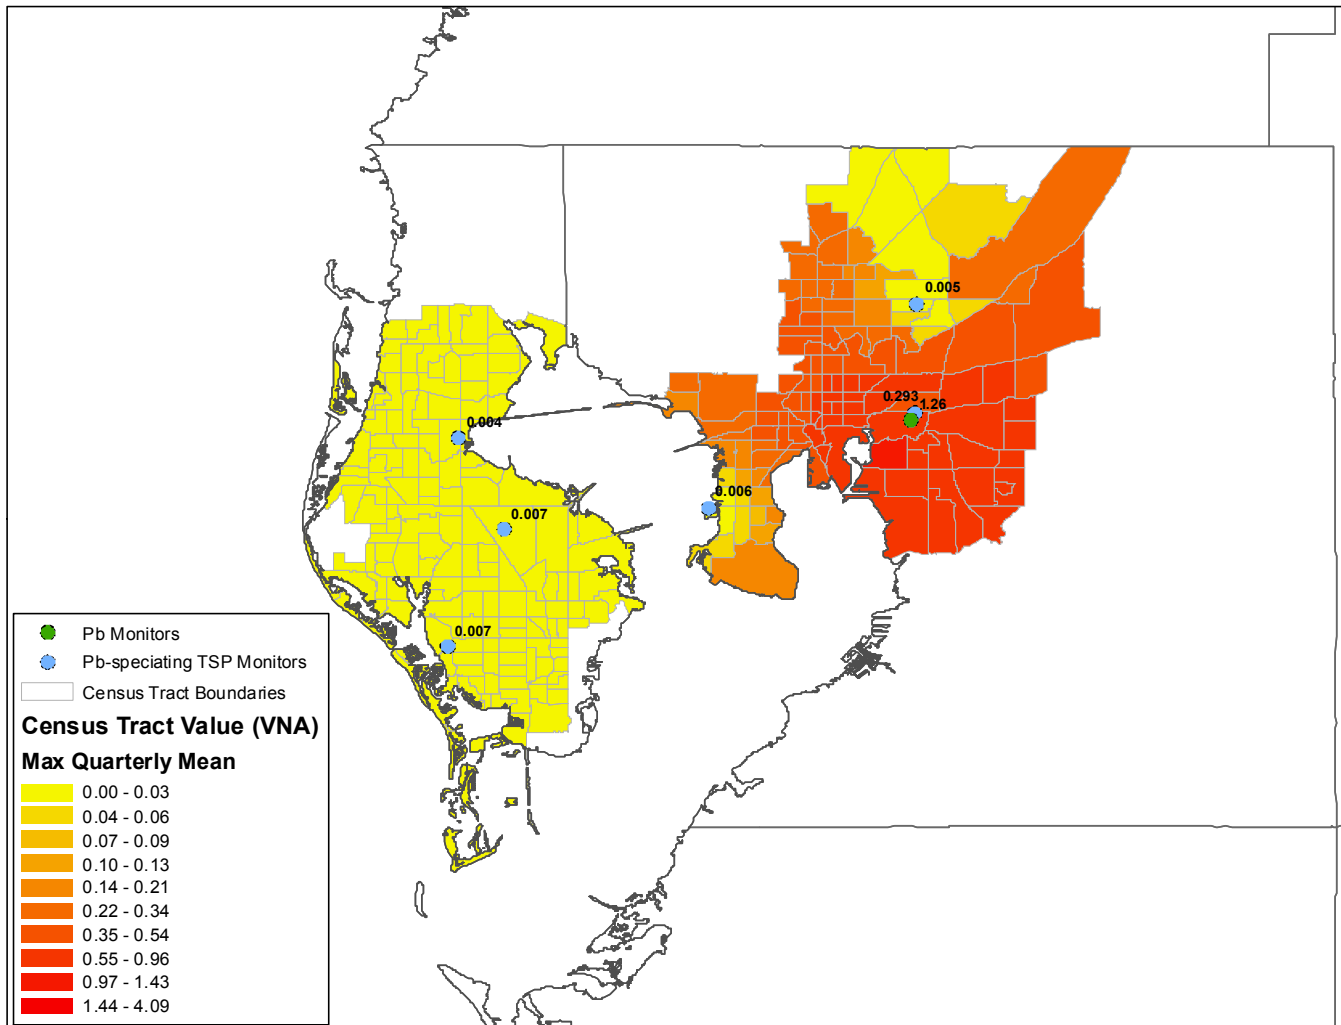 0.005
0.293
1.26
0.004
0.006
0.007
0.007
Pb Monitors
Pb-speciating TSP Monitors
Census Tract Boundaries
Census Tract Value (VNA)
Max Quarterly Mean
0.00 - 0.03
0.04 - 0.06
0.07 - 0.09
0.10 - 0.13
0.14 - 0.21
0.22 - 0.34
0.35 - 0.54
0.55 - 0.96
0.97 - 1.43
1.44 - 4.09